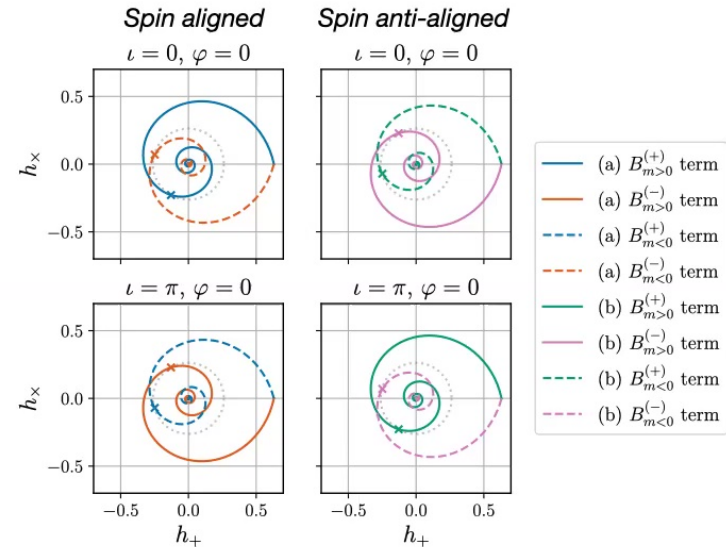 Spin aligned
Spin anti-aligned
ι = 0, φ = 0
ι = 0, φ = 0
0.5
0.0
−0.5
h×
ι = π, φ = 0
ι = π, φ = 0
0.5
0.0
−0.5
h×
−0.5 0.0 0.5
−0.5 0.0 0.5
h+
h+
(a) B^{(+)}_{m>0} term
(a) B^{(−)}_{m>0} term
(a) B^{(+)}_{m<0} term
(a) B^{(−)}_{m<0} term
(b) B^{(+)}_{m>0} term
(b) B^{(−)}_{m>0} term
(b) B^{(+)}_{m<0} term
(b) B^{(−)}_{m<0} term